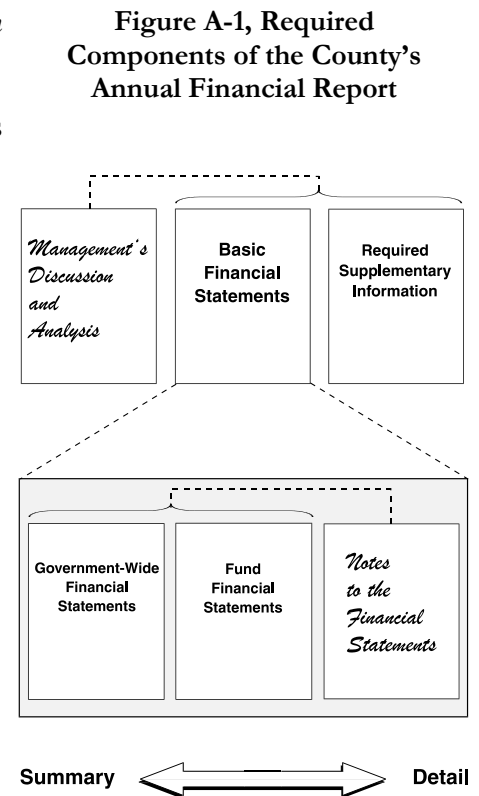 Figure A-1, Required
Components of the County's
Annual Financial Report
Management's
Discussion
and
Analysis
Basic
Financial
Statements
Required
Supplementary
Information
Government-Wide
Financial
Statements
Fund
Financial
Statements
Notes
to the
Financial
Statements
Summary
Detail